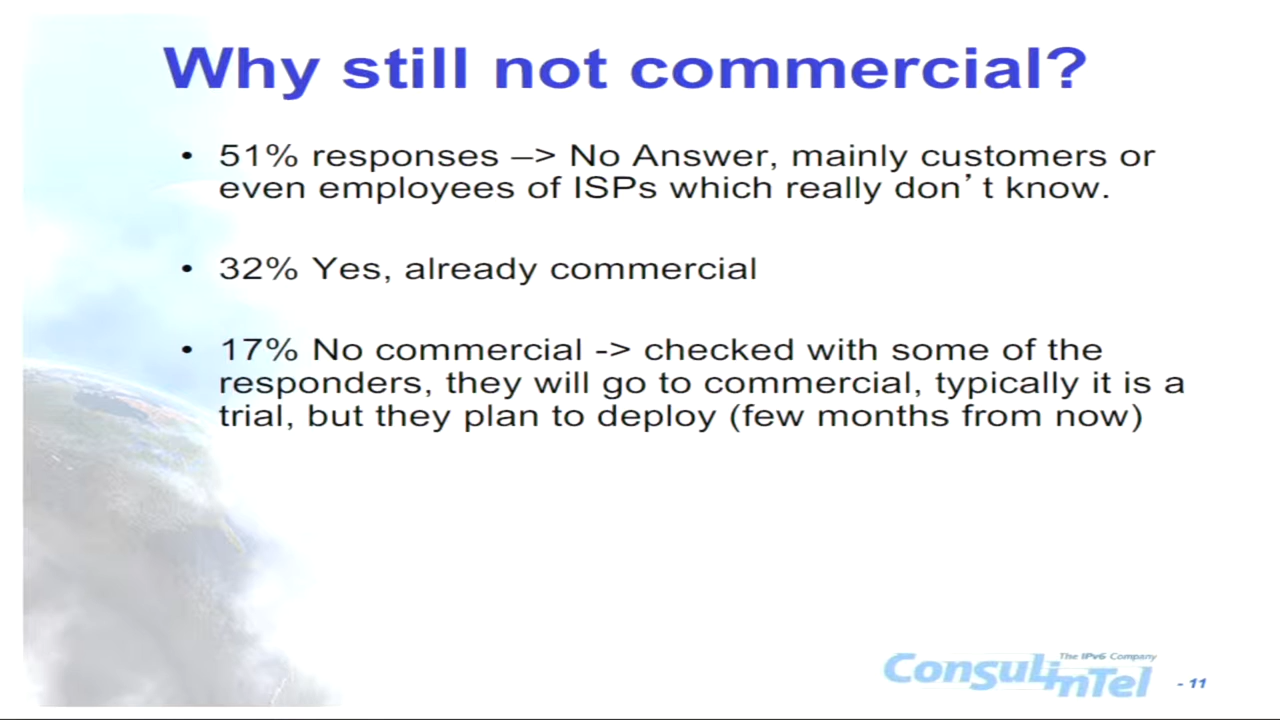 Why still not commercial?
• 51% responses –> No Answer, mainly customers or
even employees of ISPs which really don’t know.
• 32% Yes, already commercial
• 17% No commercial -> checked with some of the
responders, they will go to commercial, typically it is a
trial, but they plan to deploy (few months from now)
The IPv6 Company
Consulintel
- 11